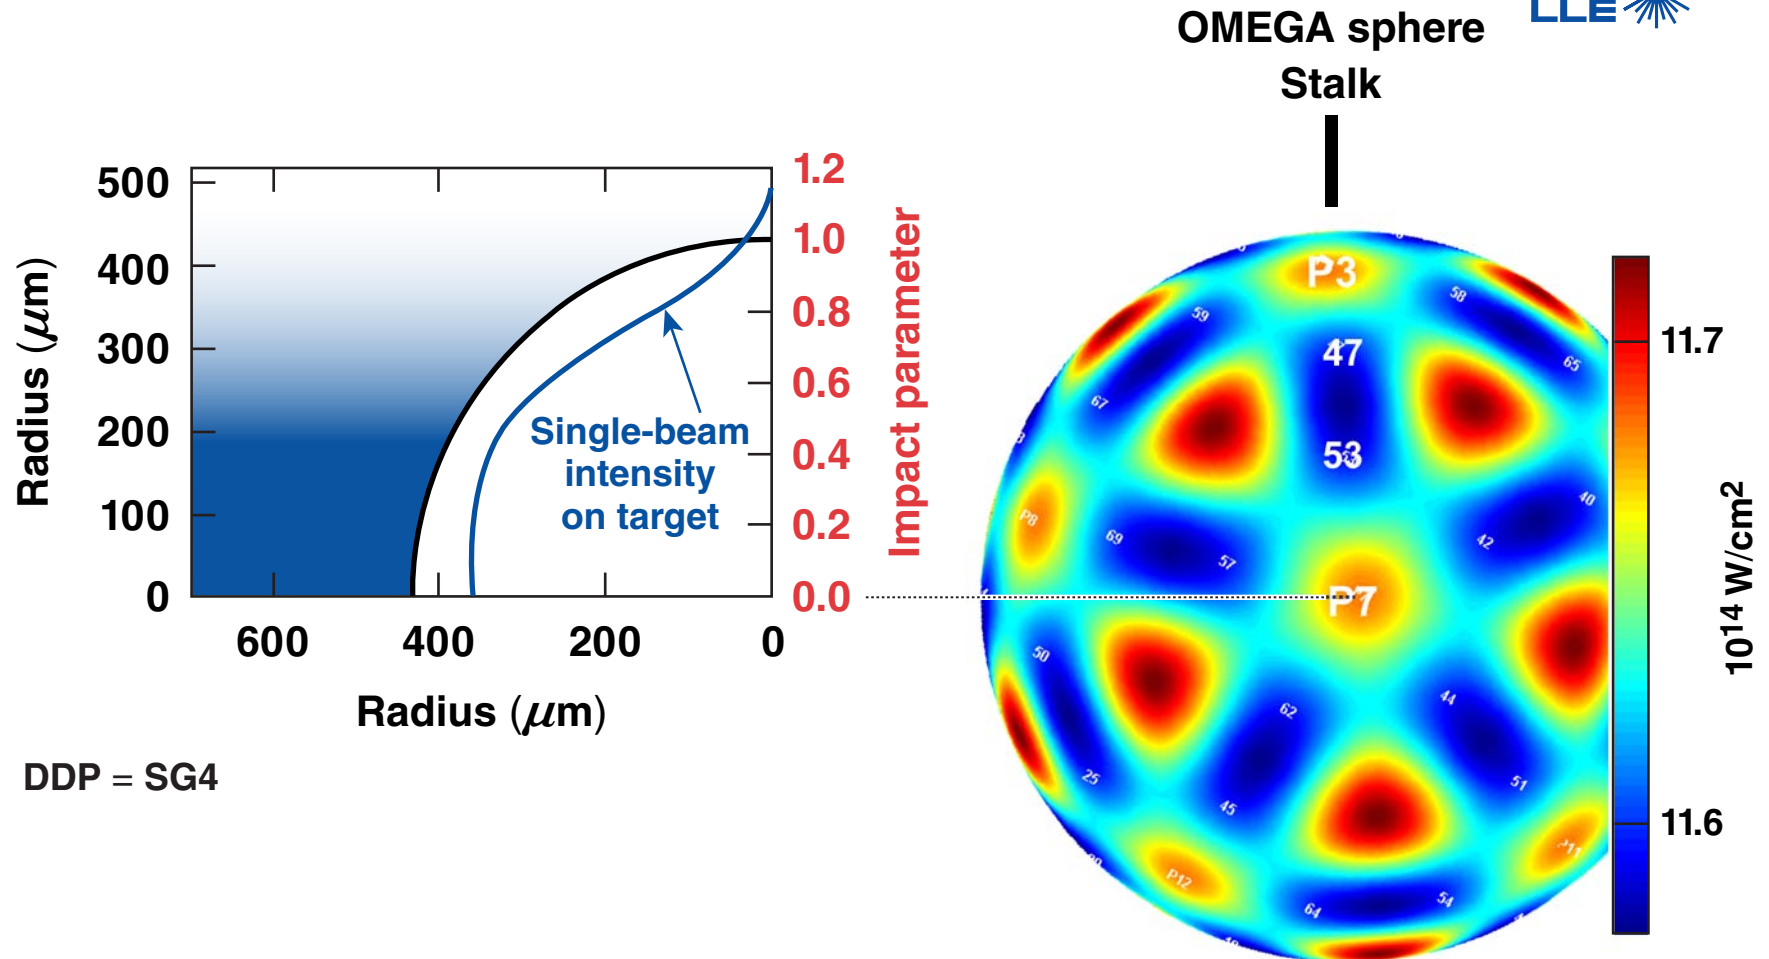 LLE
OMEGA sphere
Stalk
500
400
300
200
100
0
Radius (μm)
600
400
200
0
Radius (μm)
1.2
1.0
0.8
0.6
0.4
0.2
0.0
Impact parameter
Single-beam
intensity
on target
DDP = SG4
P3
58
59
47
65
67
53
P8
40
69
42
57
P7
50
44
62
25
51
45
P12
64
54
11.7
11.6
10¹⁴ W/cm²